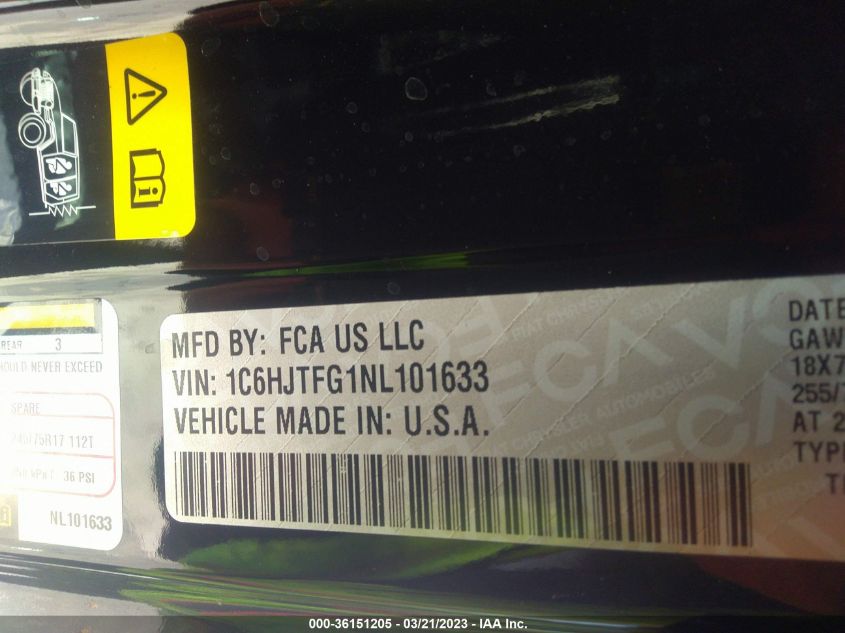 REAR 3
HOULD NEVER EXCEED
SPARE
245/75R17 112T
36 PSI
NL101633
MFD BY: FCA US LLC
VIN: 1C6HJTFG1NL101633
VEHICLE MADE IN: U.S.A.
DATE
GAW
18X7
255/7
AT 2
TYP
000-36151205 - 03/21/2023 - IAA Inc.